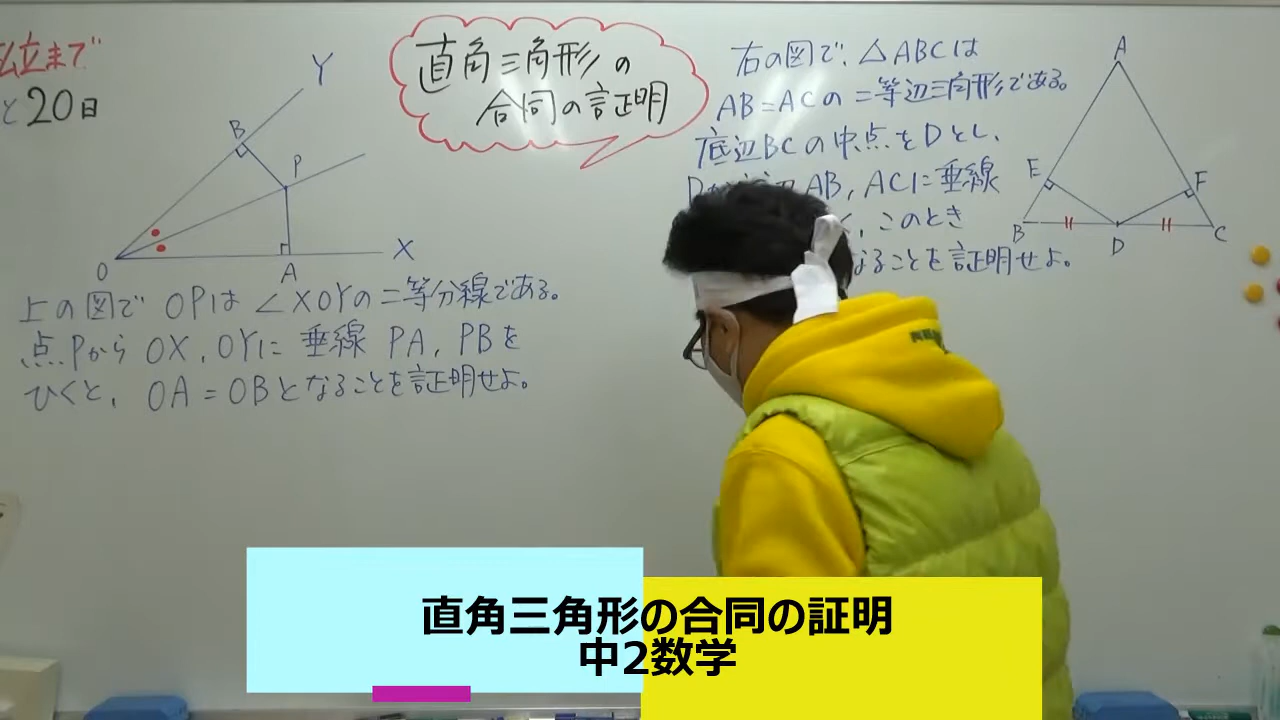 私立まで
と20日
直角三角形の
合同の証明
Y
B
P
O
A
X
上の図で OPは∠XOYの二等分線である。
点Pから OX, OYに 垂線 PA, PBを
ひくと, OA=OBとなることを証明せよ。
右の図で, △ABCは
AB=ACの二等辺三角形である。
底辺BCの中点をDとし,
AB, ACに垂線
く, このとき
なることを証明せよ。
A
E
F
B
D
C
直角三角形の合同の証明
中2数学